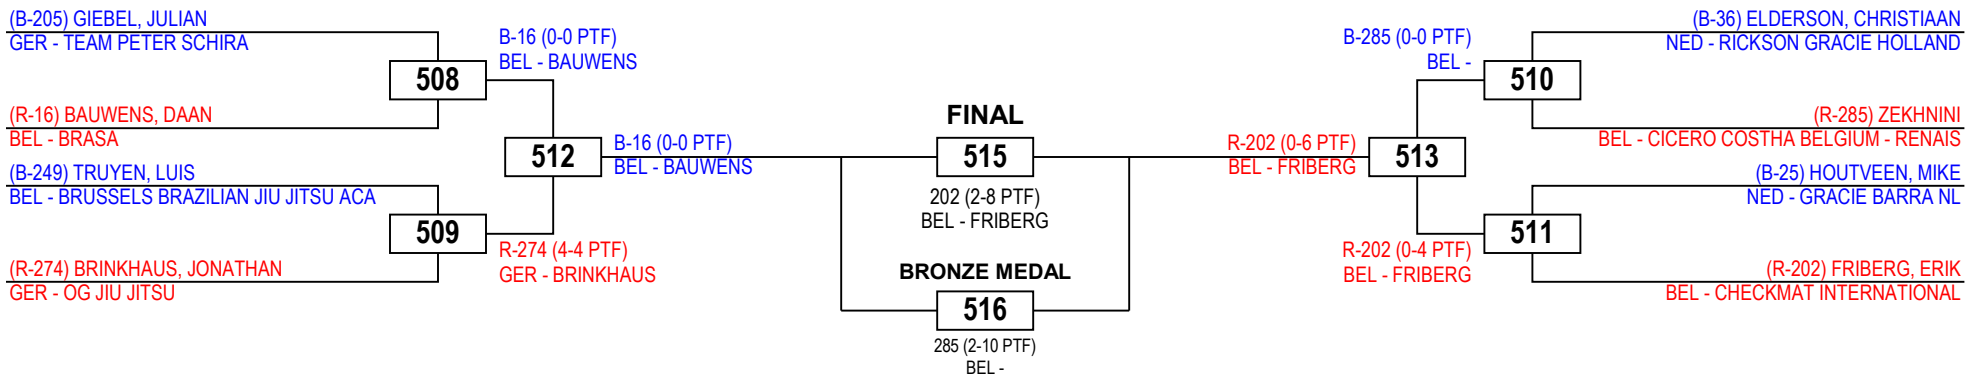 (B-205) GIEBEL, JULIAN
GER - TEAM PETER SCHIRA
508
(R-16) BAUWENS, DAAN
BEL - BRASA
(B-249) TRUYEN, LUIS
BEL - BRUSSELS BRAZILIAN JIU JITSU ACA
509
(R-274) BRINKHAUS, JONATHAN
GER - OG JIU JITSU
B-16 (0-0 PTF)
BEL - BAUWENS
512
R-274 (4-4 PTF)
GER - BRINKHAUS
B-16 (0-0 PTF)
BEL - BAUWENS
FINAL
515
202 (2-8 PTF)
BEL - FRIBERG
BRONZE MEDAL
516
285 (2-10 PTF)
BEL -
R-202 (0-6 PTF)
BEL - FRIBERG
513
B-285 (0-0 PTF)
BEL -
R-202 (0-4 PTF)
BEL - FRIBERG
(B-36) ELDERSON, CHRISTIAAN
NED - RICKSON GRACIE HOLLAND
510
(R-285) ZEKHNINI
BEL - CICERO COSTHA BELGIUM - RENAIS
(B-25) HOUTVEEN, MIKE
NED - GRACIE BARRA NL
511
(R-202) FRIBERG, ERIK
BEL - CHECKMAT INTERNATIONAL